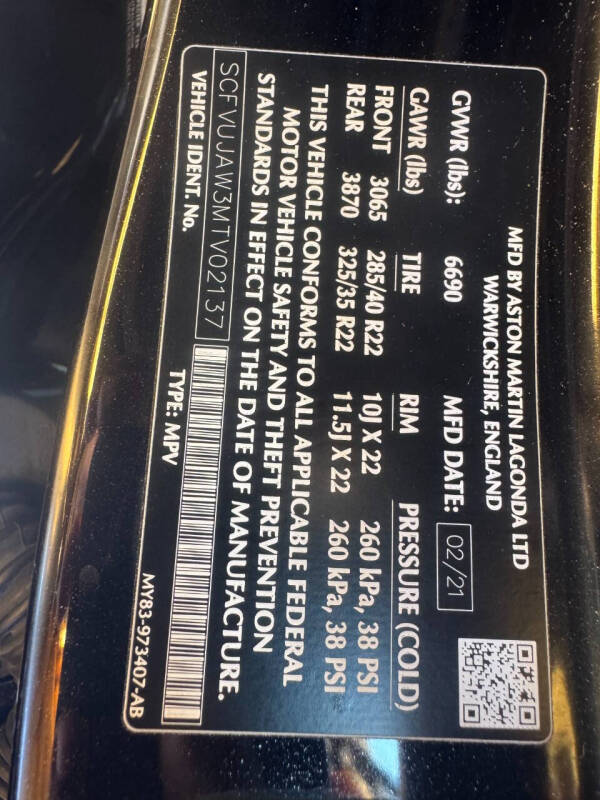 MFD BY ASTON MARTIN LAGONDA LTD
WARWICKSHIRE, ENGLAND
GVWR (lbs): 6690 MFD DATE: 02/21
GAWR (lbs) TIRE RIM PRESSURE (COLD)
FRONT 3065 285/40 R22 10J X 22 260 kPa, 38 PSI
REAR 3870 325/35 R22 11.5J X 22 260 kPa, 38 PSI
THIS VEHICLE CONFORMS TO ALL APPLICABLE FEDERAL
MOTOR VEHICLE SAFETY AND THEFT PREVENTION
STANDARDS IN EFFECT ON THE DATE OF MANUFACTURE.
SCFVUJAW3MTV02137
VEHICLE IDENT. No. TYPE: MPV
MY83-973407-AB